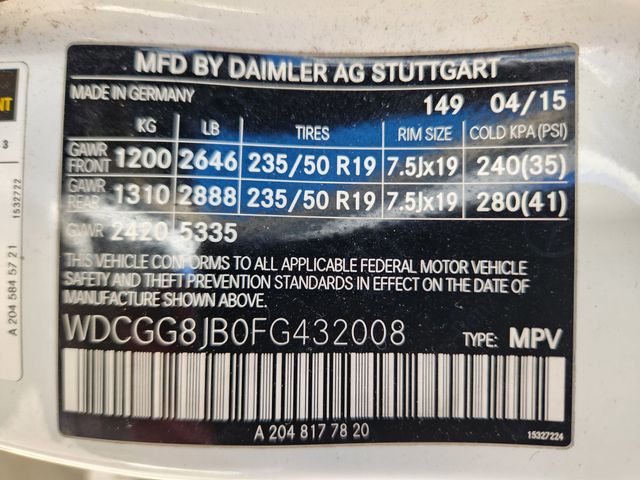 MFD BY DAIMLER AG STUTTGART
MADE IN GERMANY 149 04/15
KG LB TIRES RIM SIZE COLD KPA(PSI)
GAWR FRONT 1200 2646 235/50 R19 7.5Jx19 240(35)
GAWR REAR 1310 2888 235/50 R19 7.5Jx19 280(41)
GVWR 2420 5335
THIS VEHICLE CONFORMS TO ALL APPLICABLE FEDERAL MOTOR VEHICLE
SAFETY AND THEFT PREVENTION STANDARDS IN EFFECT ON THE
DATE OF MANUFACTURE SHOWN ABOVE.
WDCGG8JB0FG432008 TYPE: MPV
A 204 817 78 20
15327224
A 204 584 57 21
1532722
3